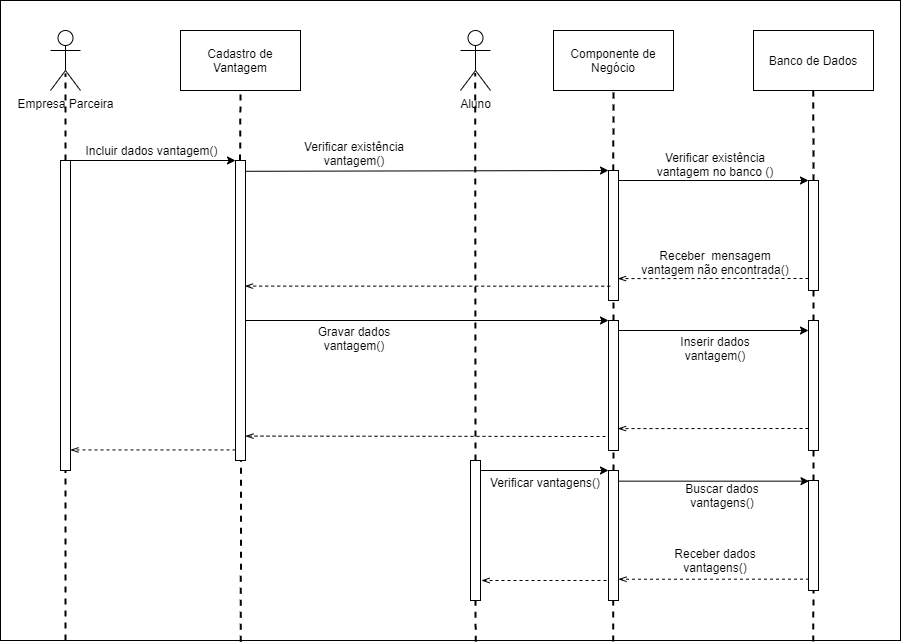 Cadastro de
Vantagem
Componente de
Negócio
Banco de Dados
Empresa Parceira
Aluno
Incluir dados vantagem()
Verificar existência
vantagem()
Verificar existência
vantagem no banco ()
Receber mensagem
vantagem não encontrada()
Gravar dados
vantagem()
Inserir dados
vantagem()
Verificar vantagens()
Buscar dados
vantagens()
Receber dados
vantagens()